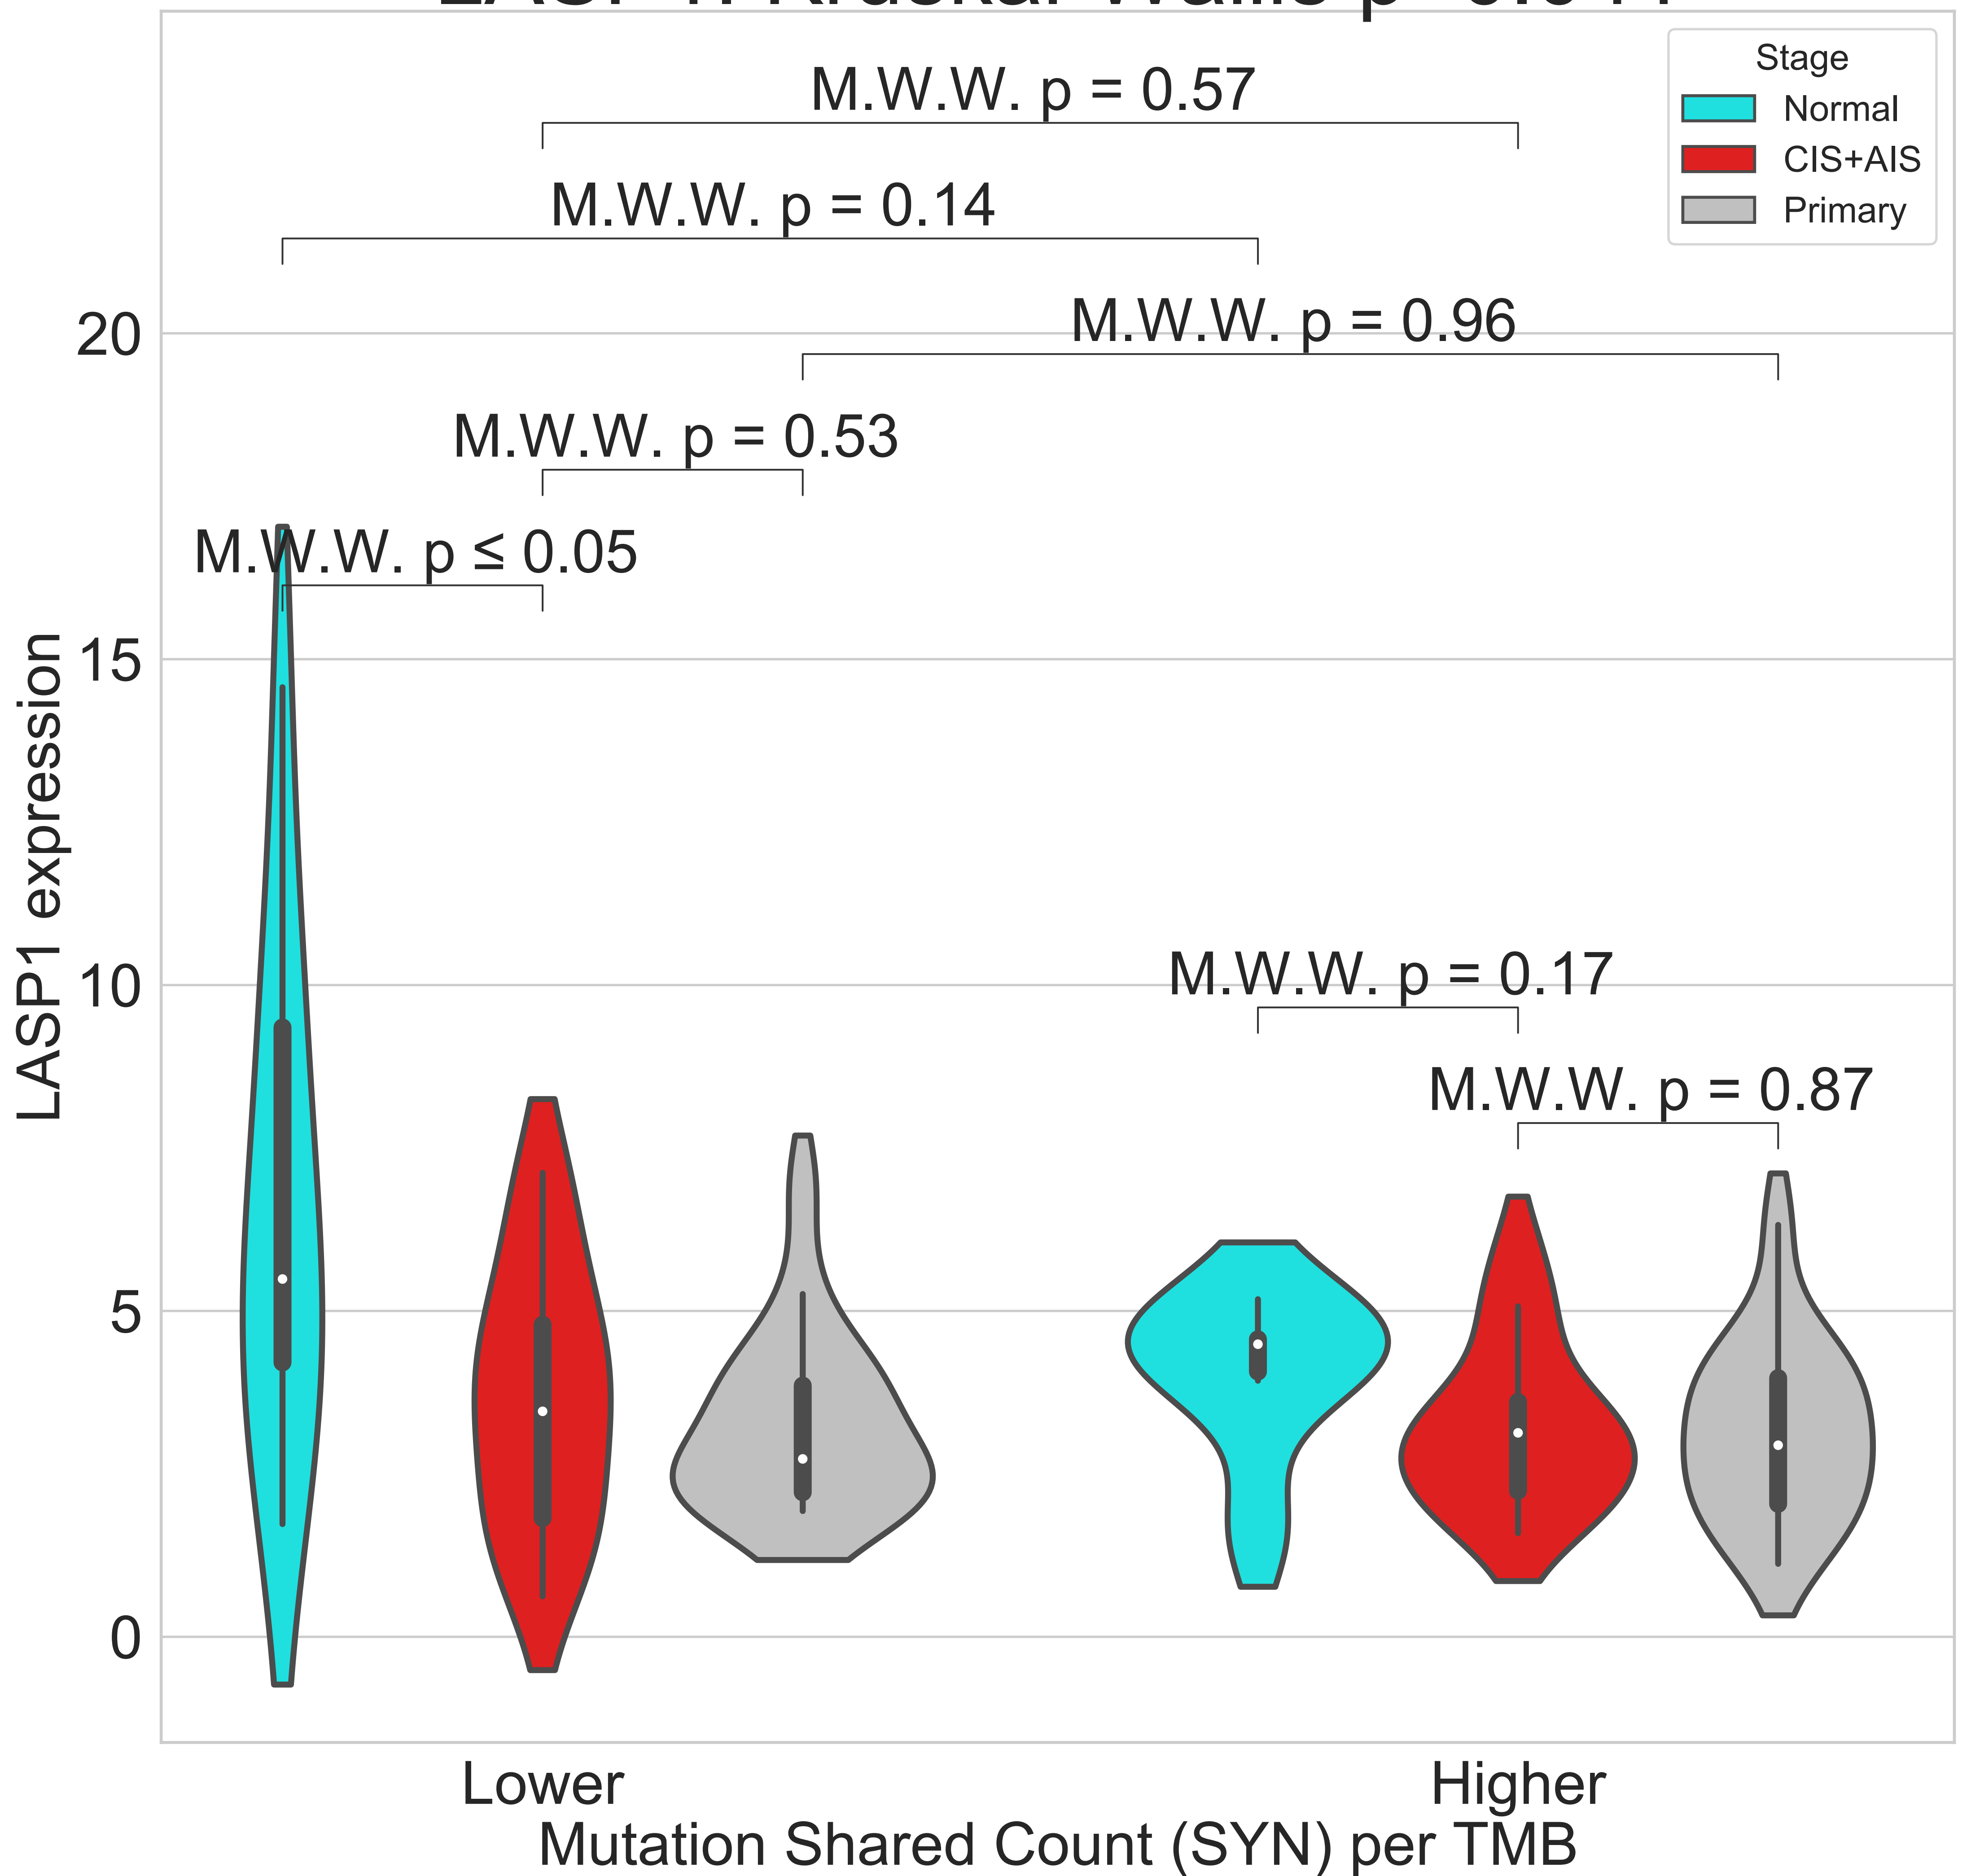 Stage
Normal
CIS+AIS
Primary
M.W.W. p = 0.57
M.W.W. p = 0.14
M.W.W. p = 0.96
M.W.W. p = 0.53
M.W.W. p ≤ 0.05
M.W.W. p = 0.17
M.W.W. p = 0.87
20
15
10
5
0
LASP1 expression
Lower
Higher
Mutation Shared Count (SYN) per TMB